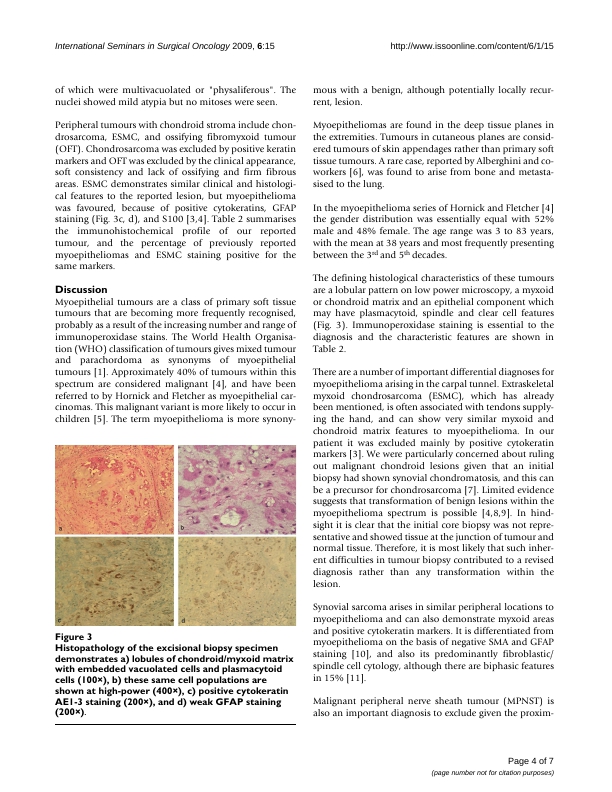 International Seminars in Surgical Oncology 2009, 6:15
http://www.issoonline.com/content/6/1/15
of which were multivacuolated or "physaliferous". The
nuclei showed mild atypia but no mitoses were seen.
Peripheral tumours with chondroid stroma include chon-
drosarcoma, ESMC, and ossifying fibromyxoid tumour
(OFT). Chondrosarcoma was excluded by positive keratin
markers and OFT was excluded by the clinical appearance,
soft consistency and lack of ossifying and firm fibrous
areas. ESMC demonstrates similar clinical and histologi-
cal features to the reported lesion, but myoepithelioma
was favoured, because of positive cytokeratins, GFAP
staining (Fig. 3c, d), and S100 [3,4]. Table 2 summarises
the immunohistochemical profile of our reported
tumour, and the percentage of previously reported
myoepitheliomas and ESMC staining positive for the
same markers.
Discussion
Myoepithelial tumours are a class of primary soft tissue
tumours that are becoming more frequently recognised,
probably as a result of the increasing number and range of
immunoperoxidase stains. The World Health Organisa-
tion (WHO) classification of tumours gives mixed tumour
and parachordoma as synonyms of myoepithelial
tumours [1]. Approximately 40% of tumours within this
spectrum are considered malignant [4], and have been
referred to by Hornick and Fletcher as myoepithelial car-
cinomas. This malignant variant is more likely to occur in
children [5]. The term myoepithelioma is more synony-
a
b
c
d
Figure 3
Histopathology of the excisional biopsy specimen
demonstrates a) lobules of chondroid/myxoid matrix
with embedded vacuolated cells and plasmacytoid
cells (100×), b) these same cell populations are
shown at high-power (400×), c) positive cytokeratin
AE1-3 staining (200×), and d) weak GFAP staining
(200×).
mous with a benign, although potentially locally recur-
rent, lesion.
Myoepitheliomas are found in the deep tissue planes in
the extremities. Tumours in cutaneous planes are consid-
ered tumours of skin appendages rather than primary soft
tissue tumours. A rare case, reported by Alberghini and co-
workers [6], was found to arise from bone and metasta-
sised to the lung.
In the myoepithelioma series of Hornick and Fletcher [4]
the gender distribution was essentially equal with 52%
male and 48% female. The age range was 3 to 83 years,
with the mean at 38 years and most frequently presenting
between the 3rd and 5th decades.
The defining histological characteristics of these tumours
are a lobular pattern on low power microscopy, a myxoid
or chondroid matrix and an epithelial component which
may have plasmacytoid, spindle and clear cell features
(Fig. 3). Immunoperoxidase staining is essential to the
diagnosis and the characteristic features are shown in
Table 2.
There are a number of important differential diagnoses for
myoepithelioma arising in the carpal tunnel. Extraskeletal
myxoid chondrosarcoma (ESMC), which has already
been mentioned, is often associated with tendons supply-
ing the hand, and can show very similar myxoid and
chondroid matrix features to myoepithelioma. In our
patient it was excluded mainly by positive cytokeratin
markers [3]. We were particularly concerned about ruling
out malignant chondroid lesions given that an initial
biopsy had shown synovial chondromatosis, and this can
be a precursor for chondrosarcoma [7]. Limited evidence
suggests that transformation of benign lesions within the
myoepithelioma spectrum is possible [4,8,9]. In hind-
sight it is clear that the initial core biopsy was not repre-
sentative and showed tissue at the junction of tumour and
normal tissue. Therefore, it is most likely that such inher-
ent difficulties in tumour biopsy contributed to a revised
diagnosis rather than any transformation within the
lesion.
Synovial sarcoma arises in similar peripheral locations to
myoepithelioma and can also demonstrate myxoid areas
and positive cytokeratin markers. It is differentiated from
myoepithelioma on the basis of negative SMA and GFAP
staining [10], and also its predominantly fibroblastic/
spindle cell cytology, although there are biphasic features
in 15% [11].
Malignant peripheral nerve sheath tumour (MPNST) is
also an important diagnosis to exclude given the proxim-
Page 4 of 7
(page number not for citation purposes)